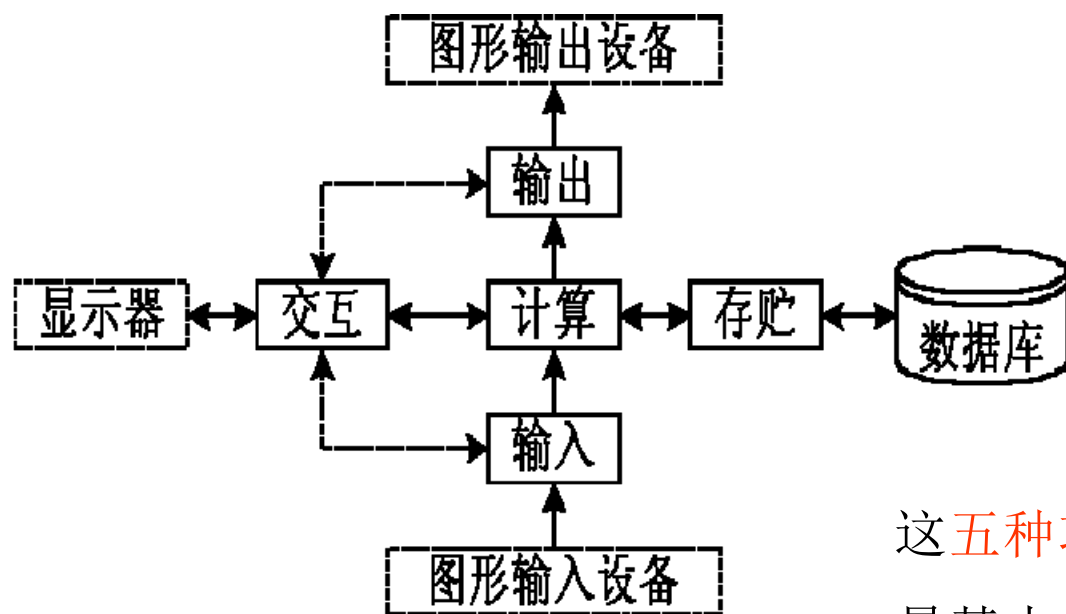 图形输出设备
输出
显示器 交互 计算 存贮 数据库
输入
这五种
图形输入设备